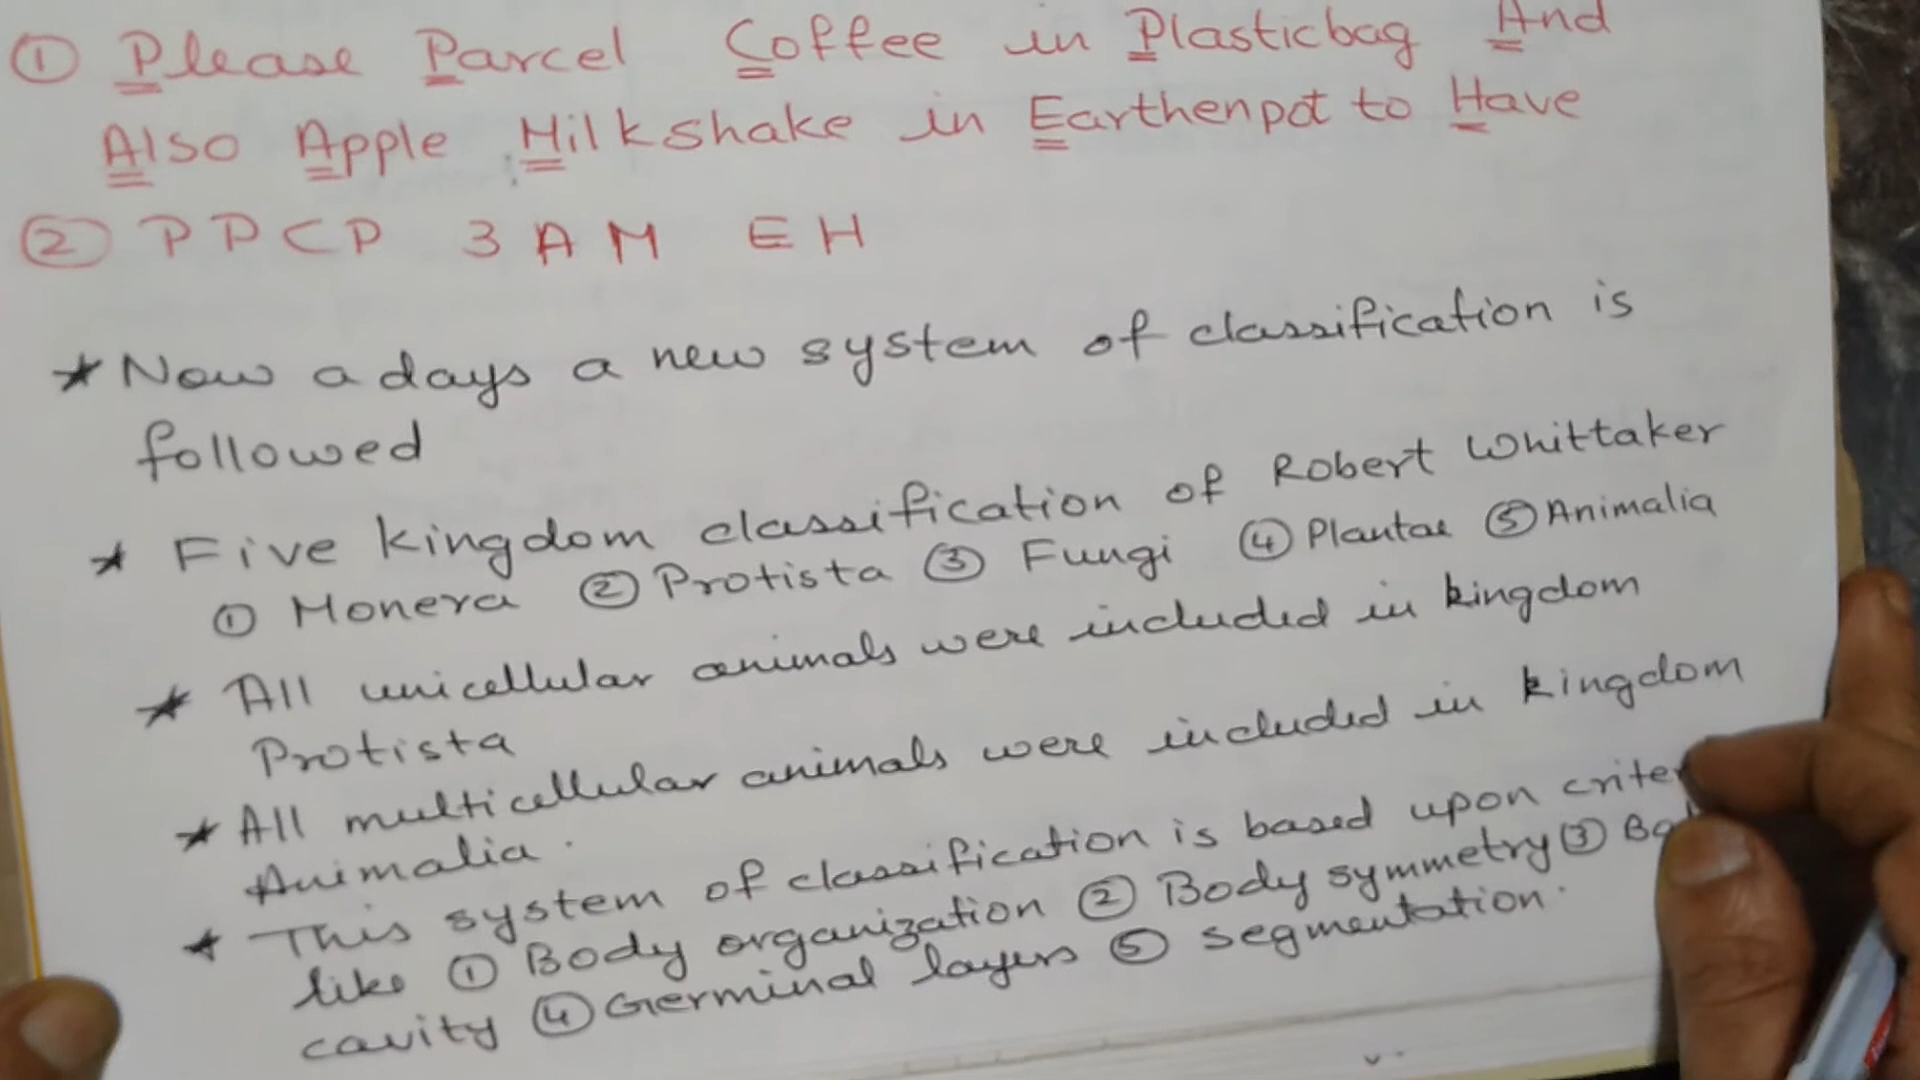 ① Please Parcel Coffee in Plasticbag And
Also Apple Milkshake in Earthenpot to Have
② PPCP 3 AM EH
* Now a days a new system of classification is
followed
* Five kingdom classification of Robert Whittaker
① Monera ② Protista ③ Fungi ④ Plantae ⑤ Animalia
* All unicellular animals were included in kingdom
Protista
* All multicellular animals were included in kingdom
Animalia.
* This system of classification is based upon
like ① Body organization ② Body symmetry ③
cavity ④ Germinal layers ⑤ segmentation.